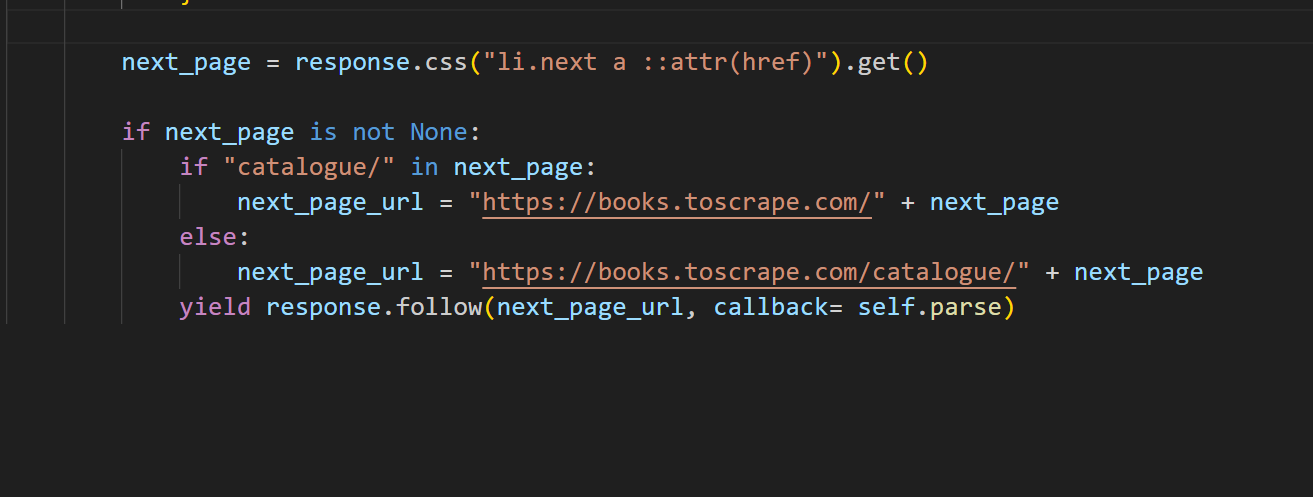 next_page = response.css("li.next a ::attr(href)").get()
if next_page is not None:
if "catalogue/" in next_page:
next_page_url = "https://books.toscrape.com/" + next_page
else:
next_page_url = "https://books.toscrape.com/catalogue/" + next_page
yield response.follow(next_page_url, callback= self.parse)